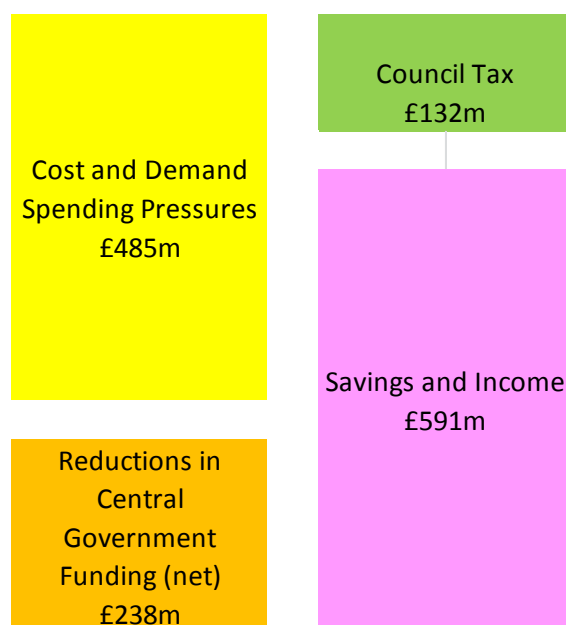 Cost and Demand
Spending Pressures
£485m
Reductions in
Central
Government
Funding (net)
£238m
Council Tax
£132m
Savings and Income
£591m